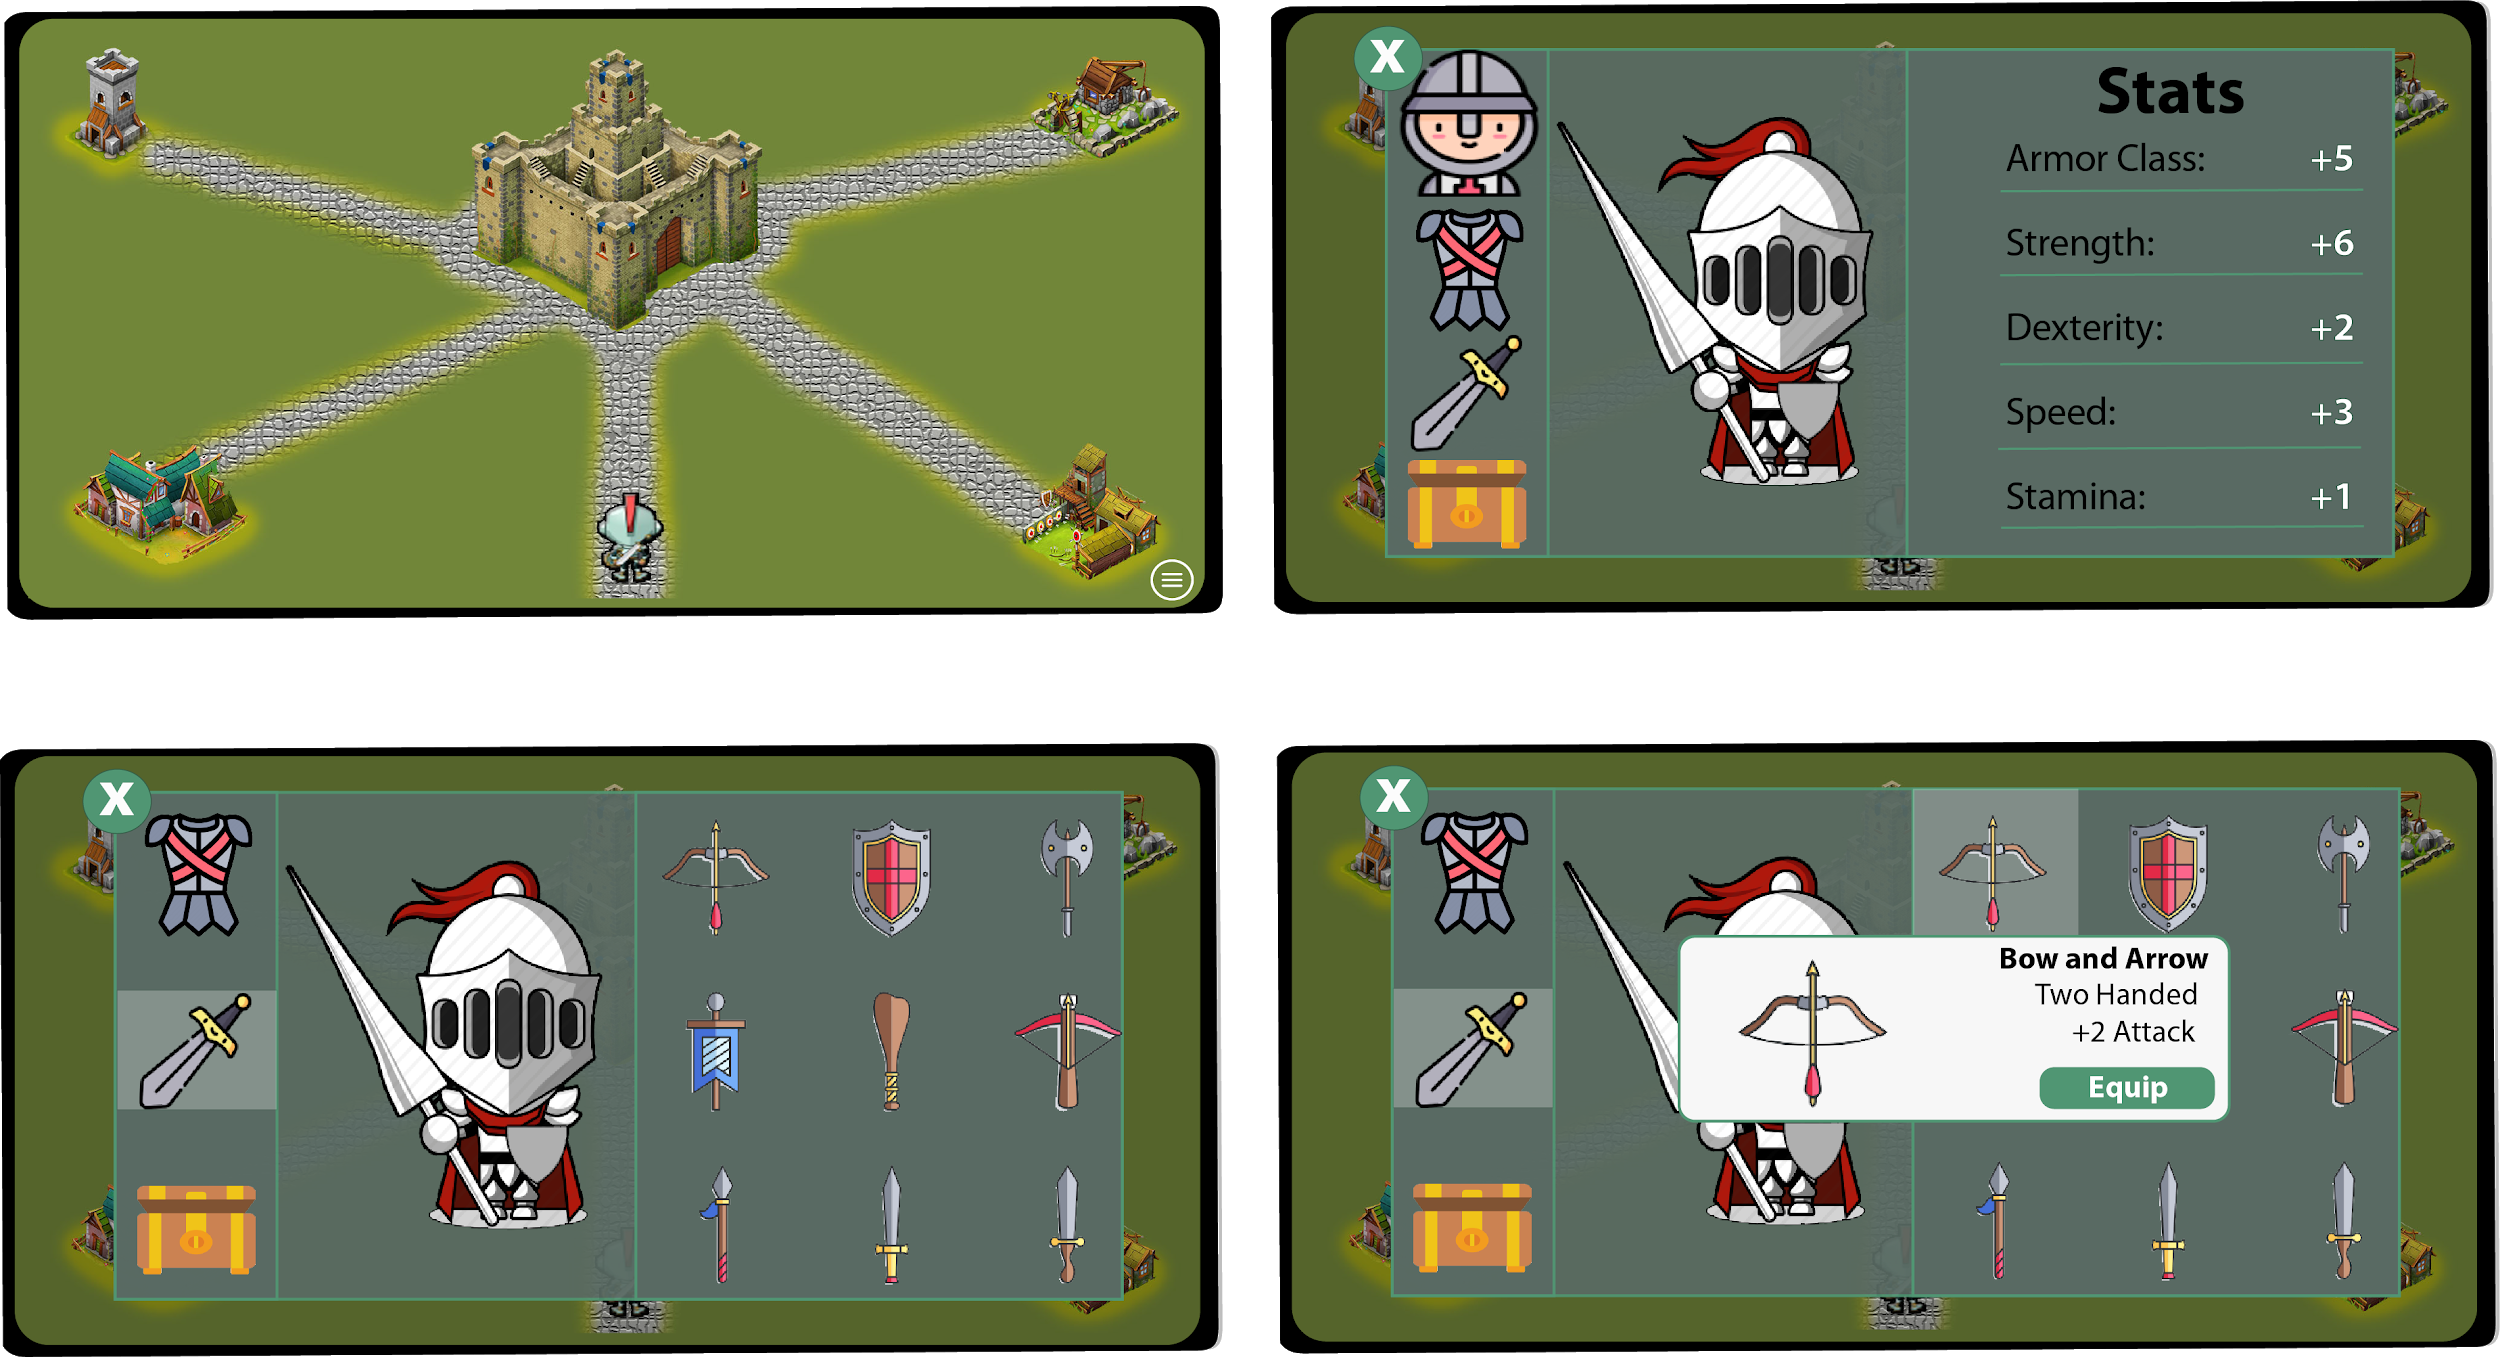 X
Stats
Armor Class: +5
Strength: +6
Dexterity: +2
Speed: +3
Stamina: +1
X
X
Bow and Arrow
Two Handed
+2 Attack
Equip